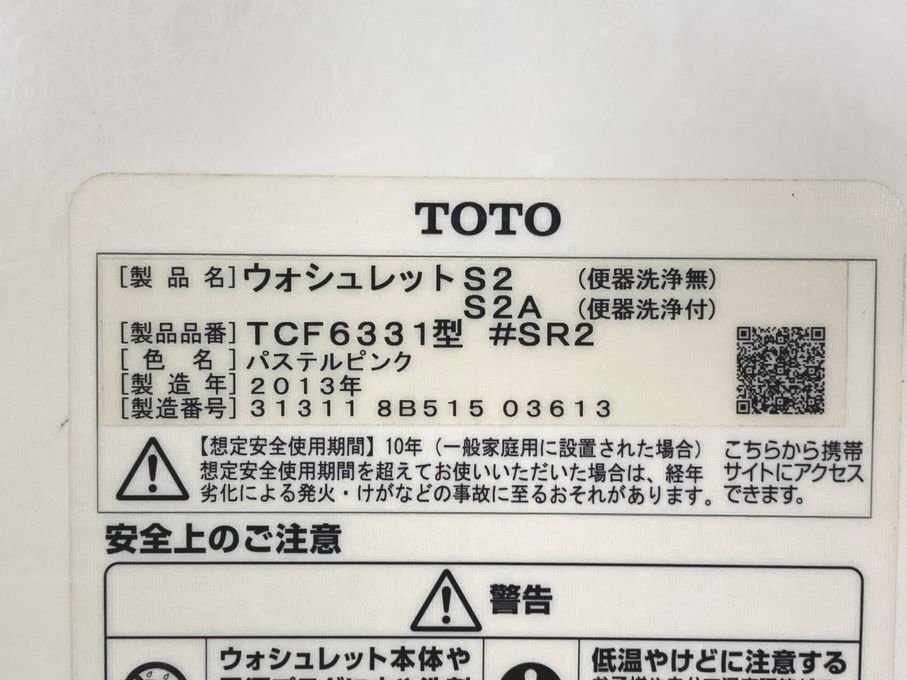 TOTO
[製品名] ウォシュレット S2 (便器洗浄無)
S2A (便器洗浄付)
[製品品番] TCF6331型 #SR2
[色名] パステルピンク
[製造年] 2013年
[製造番号] 31311 8B515 03613
【想定安全使用期間】10年(一般家庭用に設置された場合)
想定安全使用期間を超えてお使いいただいた場合は、経年
劣化による発火・けがなどの事故に至るおそれがあります。
こちらから携帯
サイトにアクセス
できます。
安全上のご注意
警告
ウォシュレット本体や
低温やけどに注意する